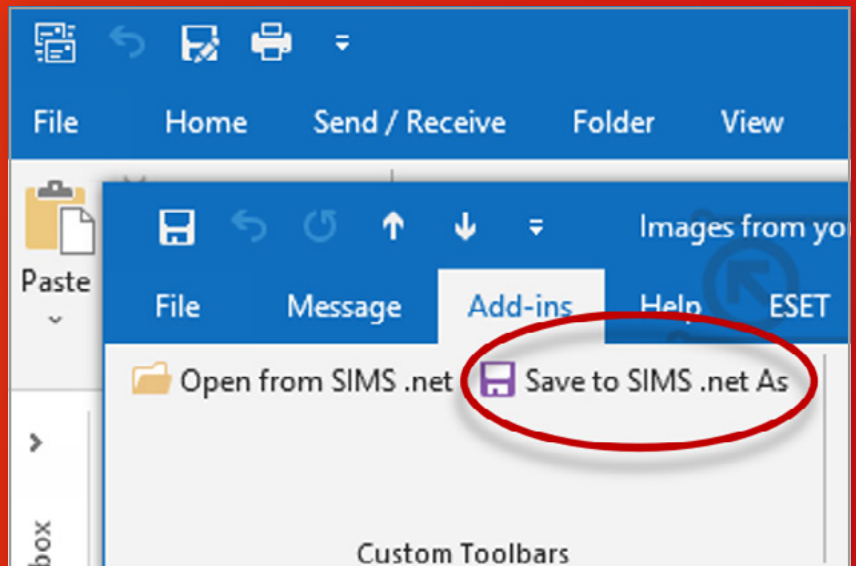 File Home Send / Receive Folder View
Images from yo
Paste
File Message Add-ins Help ESET
Open from SIMS .net Save to SIMS .net As
box
Custom Toolbars